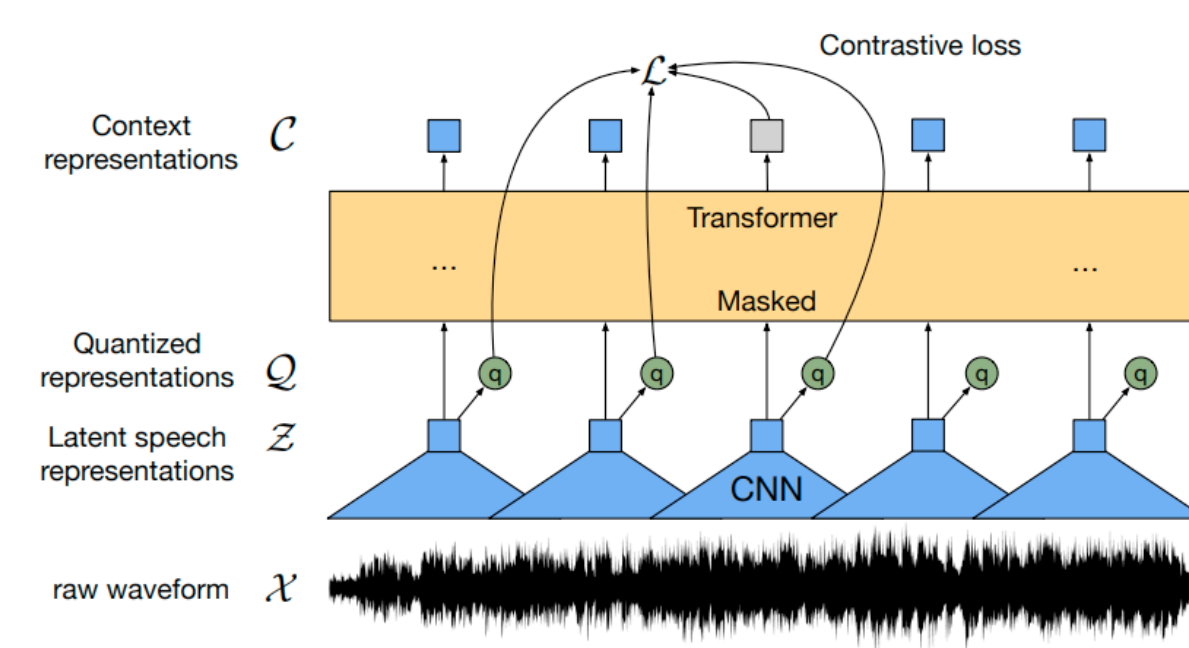 Contrastive loss
ℒ
Context
representations
𝒞
Transformer
...
...
Masked
Quantized
representations
𝒬
q
q
q
q
q
Latent speech
representations
𝒵
CNN
raw waveform
𝒳